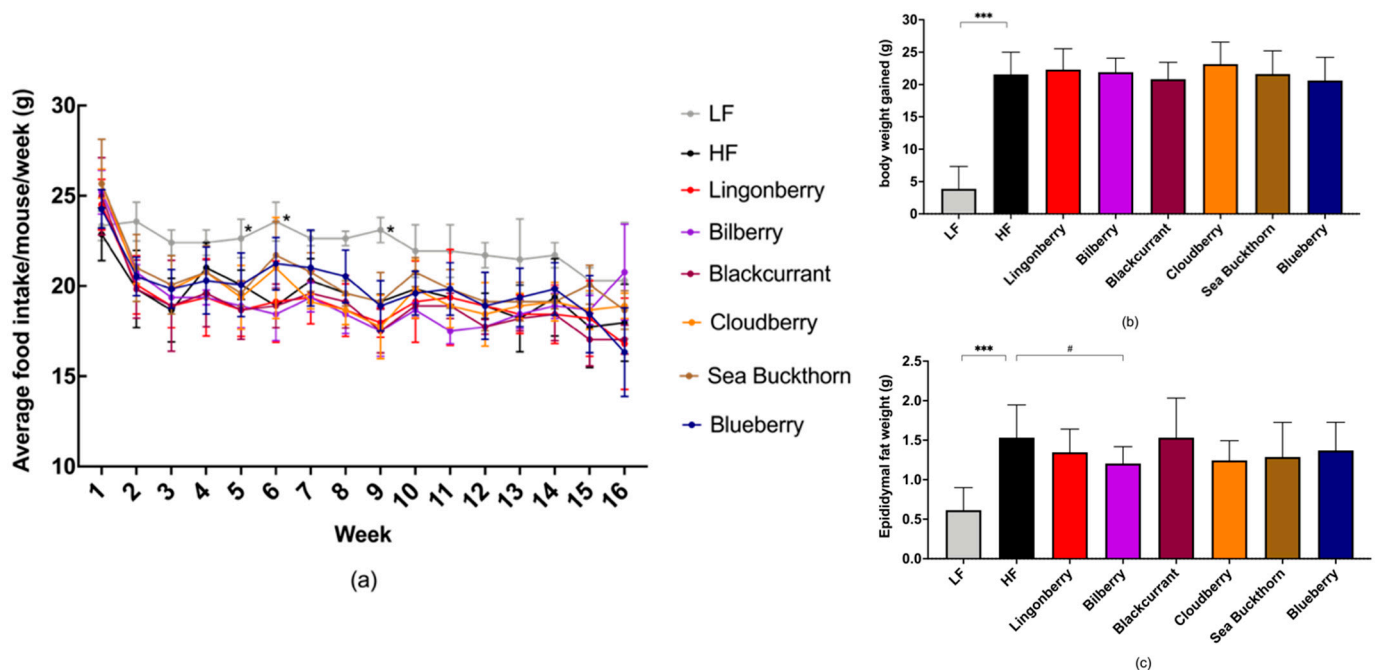 Average food intake/mouse/week (g)
30
25
20
15
10
*
*
*
1
2
3
4
5
6
7
8
9
10
11
12
13
14
15
16
Week
(a)
LF
HF
Lingonberry
Bilberry
Blackcurrant
Cloudberry
Sea Buckthorn
Blueberry
body weight gained (g)
30
25
20
15
10
5
0
***
LF
HF
Lingonberry
Bilberry
Blackcurrant
Cloudberry
Sea Buckthorn
Blueberry
(b)
Epididymal fat weight (g)
2.5
2.0
1.5
1.0
0.5
0.0
***
#
LF
HF
Lingonberry
Bilberry
Blackcurrant
Cloudberry
Sea Buckthorn
Blueberry
(c)